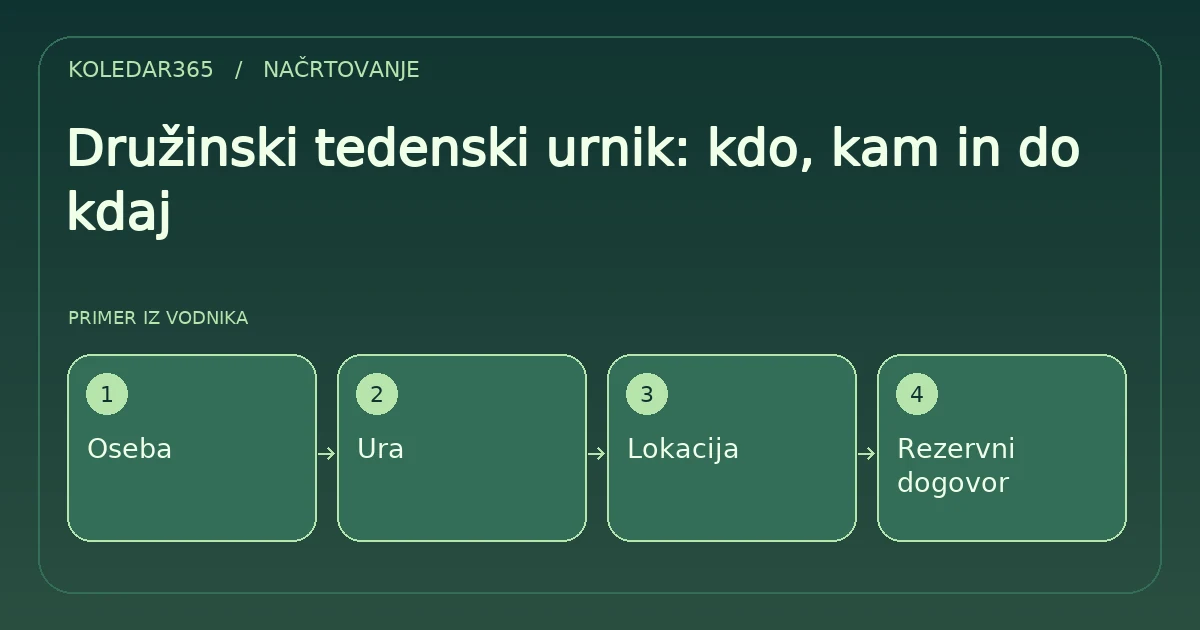 KOLEDAR365 / NAČRTOVANJE
Družinski tedenski urnik: kdo, kam in do
kdaj
PRIMER IZ VODNIKA
1
Oseba
→
2
Ura
→
3
Lokacija
→
4
Rezervni
dogovor